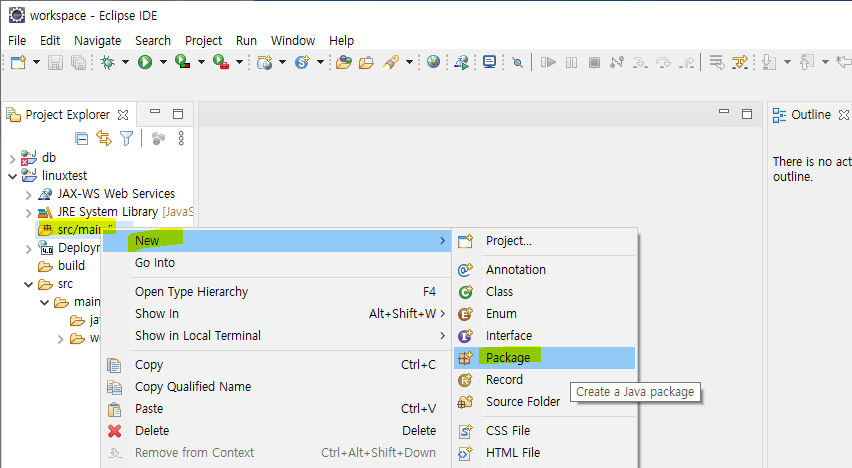 workspace - Eclipse IDE
File Edit Navigate Search Project Run Window Help
Project Explorer
Outline
db
linuxtest
JAX-WS Web Services
JRE System Library [JavaS
src/main
Deploym
build
src
main
There is no act
outline.
New
Go Into
Open Type Hierarchy F4
Show In Alt+Shift+W
Show in Local Terminal
Copy Ctrl+C
Copy Qualified Name
Paste Ctrl+V
Delete Delete
Remove from Context Ctrl+Alt+Shift+Down
Project...
Annotation
Class
Enum
Interface
Package
Record
Source Folder
CSS File
HTML File
Create a Java package